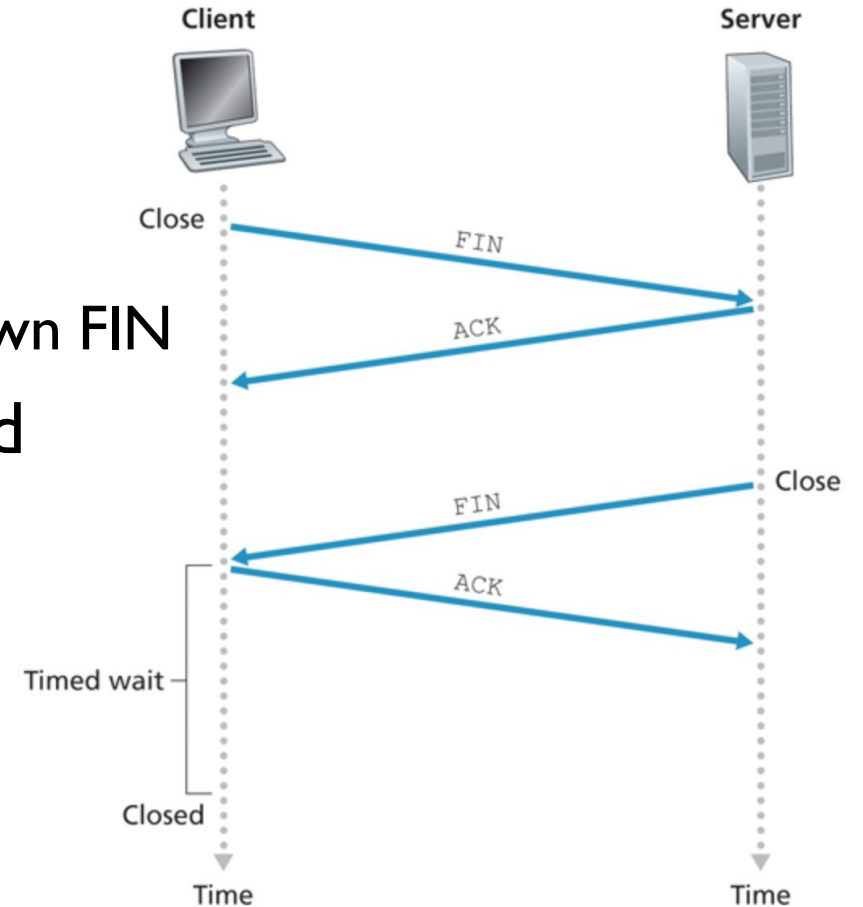 Client
Server
Close
FIN
wn FIN
ACK
d
Close
FIN
ACK
Timed wait
Closed
Time
Time